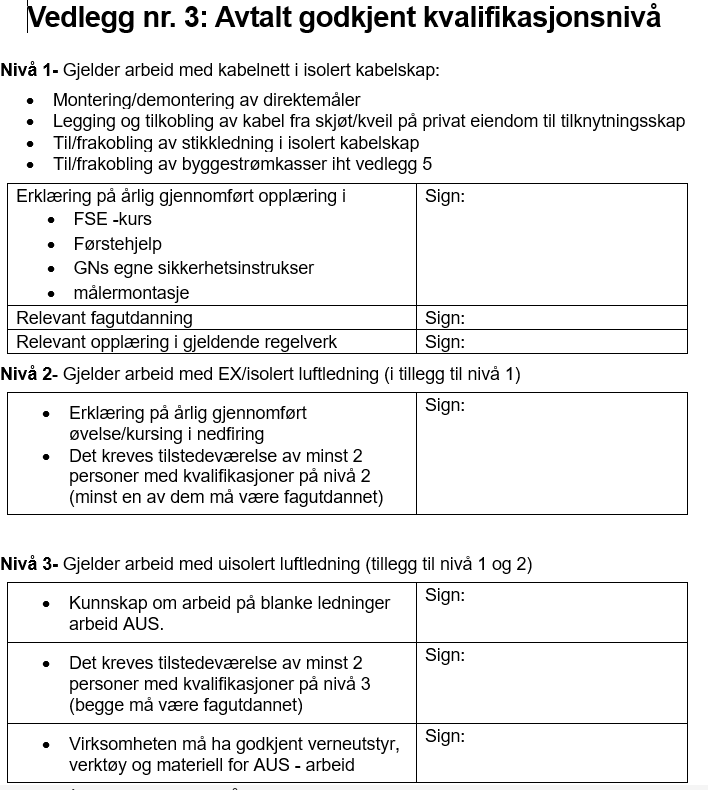 Vedlegg nr. 3: Avtalt godkjent kvalifikasjonsnivå
Nivå 1- Gjelder arbeid med kabelnett i isolert kabelskap:
• Montering/demontering av direktemåler
• Legging og tilkobling av kabel fra skjøt/kveil på privat eiendom til tilknytningsskap
• Til/frakobling av stikkledning i isolert kabelskap
• Til/frakobling av byggestrømkasser iht vedlegg 5
Erklæring på årlig gjennomført opplæring i
• FSE -kurs
• Førstehjelp
• GNs egne sikkerhetsinstrukser
• målermontasje
Sign:
Relevant fagutdanning
Sign:
Relevant opplæring i gjeldende regelverk
Sign:
Nivå 2- Gjelder arbeid med EX/isolert luftledning (i tillegg til nivå 1)
• Erklæring på årlig gjennomført
øvelse/kursing i nedfiring
• Det kreves tilstedeværelse av minst 2
personer med kvalifikasjoner på nivå 2
(minst en av dem må være fagutdannet)
Sign:
Nivå 3- Gjelder arbeid med uisolert luftledning (tillegg til nivå 1 og 2)
• Kunnskap om arbeid på blanke ledninger
arbeid AUS.
Sign:
• Det kreves tilstedeværelse av minst 2
personer med kvalifikasjoner på nivå 3
(begge må være fagutdannet)
Sign:
• Virksomheten må ha godkjent verneutstyr,
verktøy og materiell for AUS - arbeid
Sign: